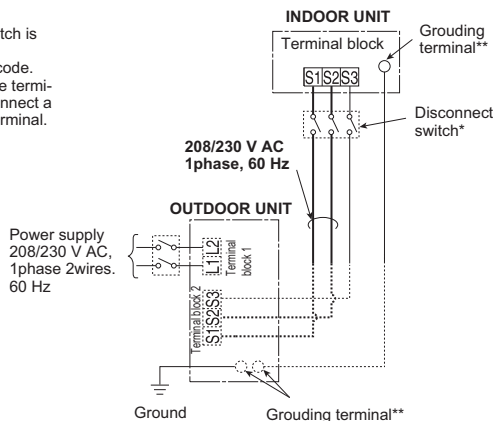 tch is
code.
e termi-
nnect a
rminal.
INDOOR UNIT
Terminal block
Grouding
terminal**
S1 S2 S3
Disconnect
switch*
208/230 V AC
1phase, 60 Hz
OUTDOOR UNIT
Power supply
208/230 V AC,
1phase 2wires.
60 Hz
L1 L2
Terminal
block 1
Terminal block 2
S1 S2 S3
Ground
Grouding terminal**